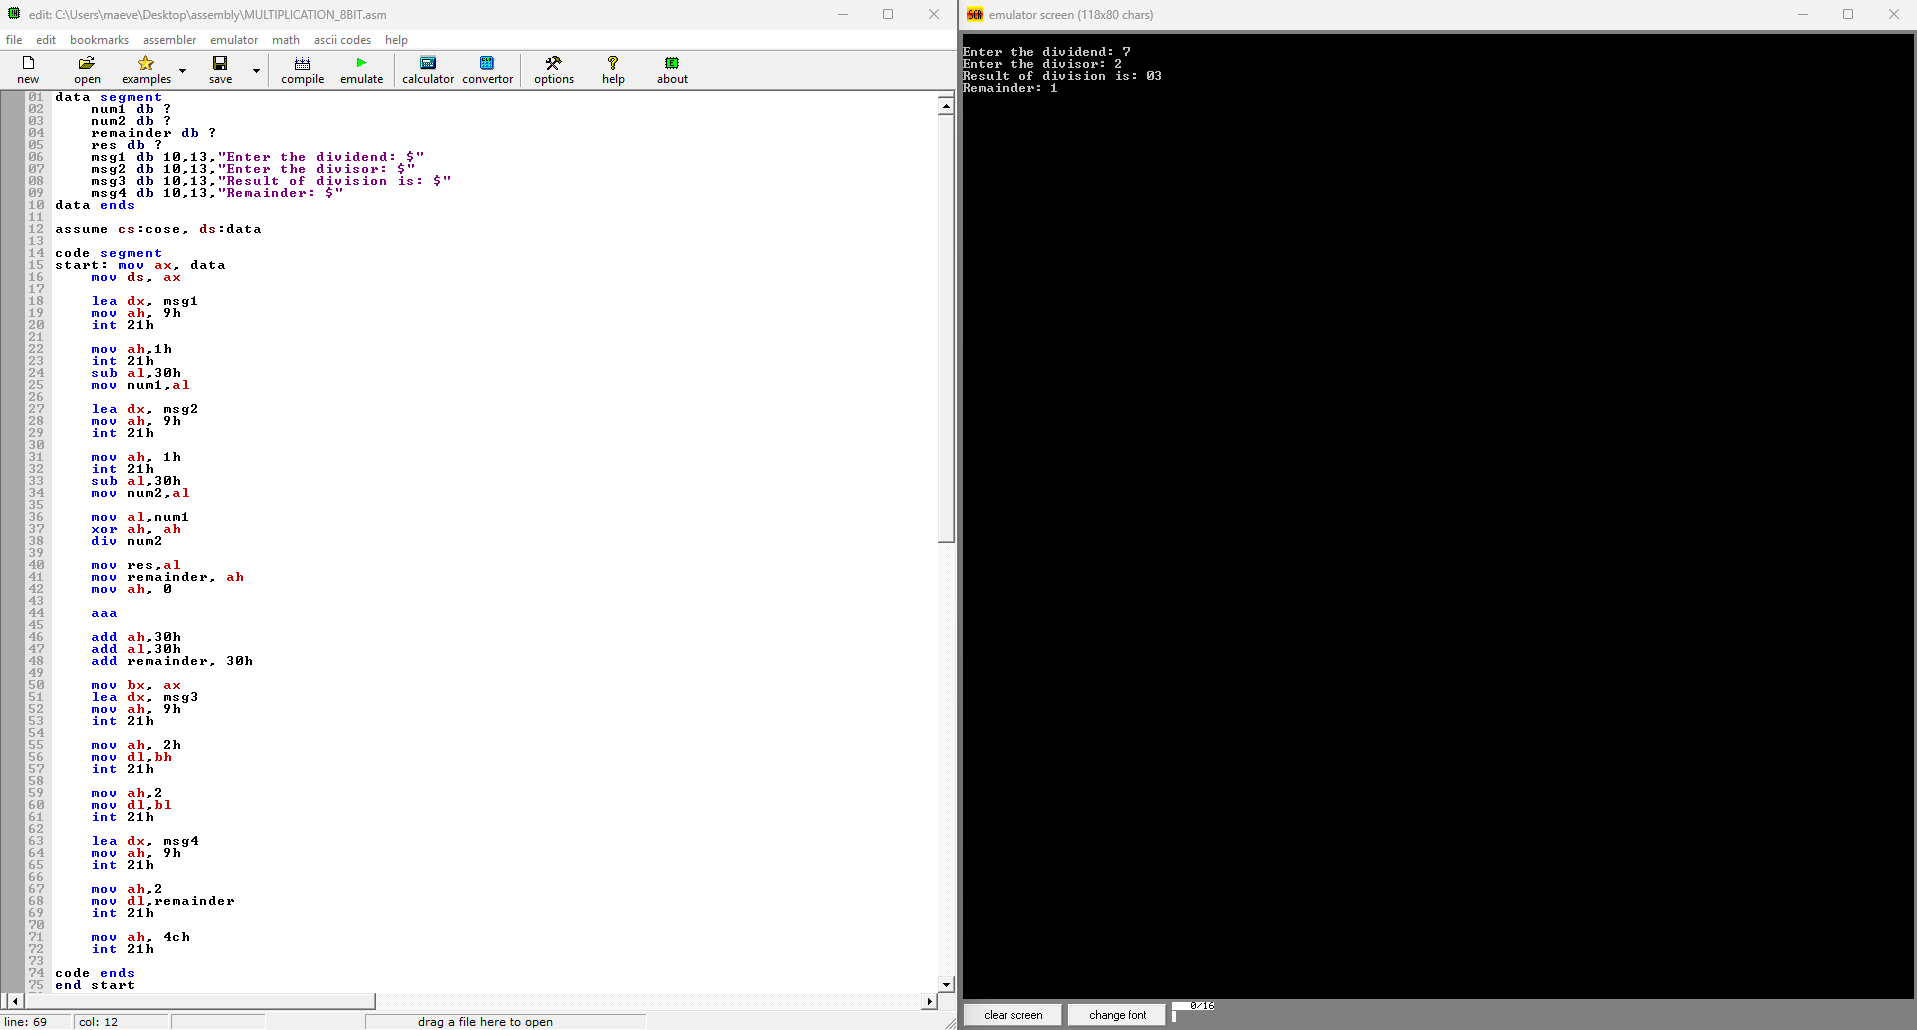 edit: C:\Users\maeve\Desktop\assembly\MULTIPLICATION_8BIT.asm
file edit bookmarks assembler emulator math ascii codes help
new open examples save compile emulate calculator convertor options help about
01 data segment
02 num1 db ?
03 num2 db ?
04 remainder db ?
05 res db ?
06 msg1 db 10,13,"Enter the dividend: $"
07 msg2 db 10,13,"Enter the divisor: $"
08 msg3 db 10,13,"Result of division is: $"
09 msg4 db 10,13,"Remainder: $"
10 data ends
11
12 assume cs:cose, ds:data
13
14 code segment
15 start: mov ax, data
16 mov ds, ax
17
18 lea dx, msg1
19 mov ah, 9h
20 int 21h
21
22 mov ah,1h
23 int 21h
24 sub al,30h
25 mov num1,al
26
27 lea dx, msg2
28 mov ah, 9h
29 int 21h
30
31 mov ah, 1h
32 int 21h
33 sub al,30h
34 mov num2,al
35
36 mov al,num1
37 xor ah, ah
38 div num2
39
40 mov res,al
41 mov remainder, ah
42 mov ah, 0
43
44 aaa
45
46 add ah,30h
47 add al,30h
48 add remainder, 30h
49
50 mov bx, ax
51 lea dx, msg3
52 mov ah, 9h
53 int 21h
54
55 mov ah, 2h
56 mov dl,bh
57 int 21h
58
59 mov ah,2
60 mov dl,bl
61 int 21h
62
63 lea dx, msg4
64 mov ah, 9h
65 int 21h
66
67 mov ah,2
68 mov dl,remainder
69 int 21h
70
71 mov ah, 4ch
72 int 21h
73
74 code ends
75 end start
line: 69 col: 12 drag a file here to open
SCR emulator screen (118x80 chars)
Enter the dividend: 7
Enter the divisor: 2
Result of division is: 03
Remainder: 1
clear screen change font 0/16